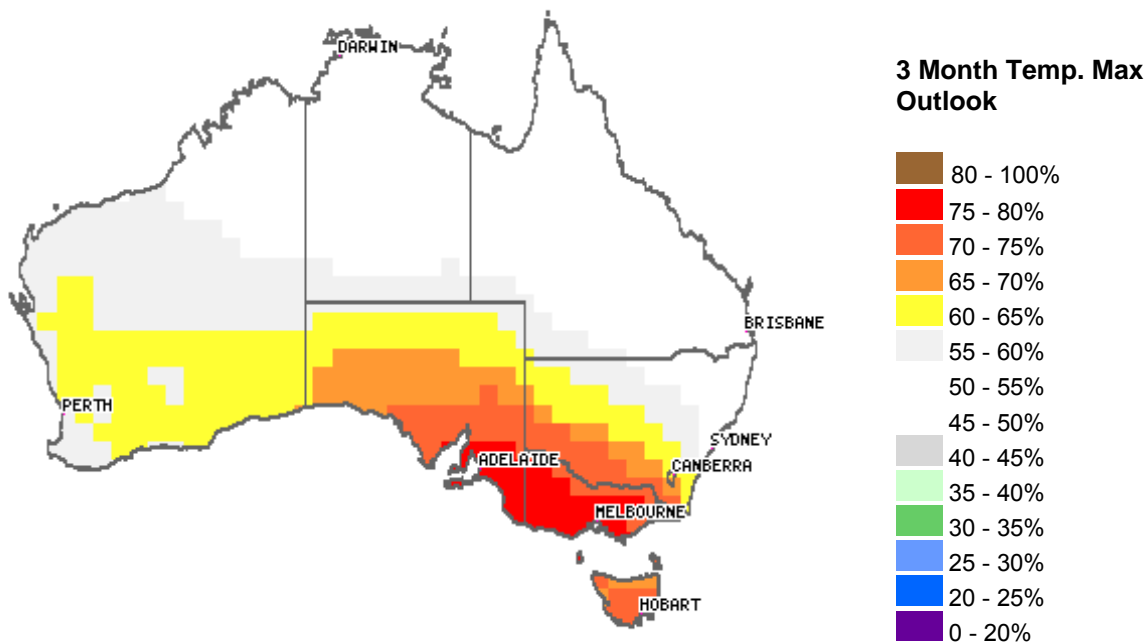 DARWIN
BRISBANE
PERTH
SYDNEY
ADELAIDE
CANBERRA
MELBOURNE
HOBART
3 Month Temp. Max
Outlook
80 - 100%
75 - 80%
70 - 75%
65 - 70%
60 - 65%
55 - 60%
50 - 55%
45 - 50%
40 - 45%
35 - 40%
30 - 35%
25 - 30%
20 - 25%
0 - 20%